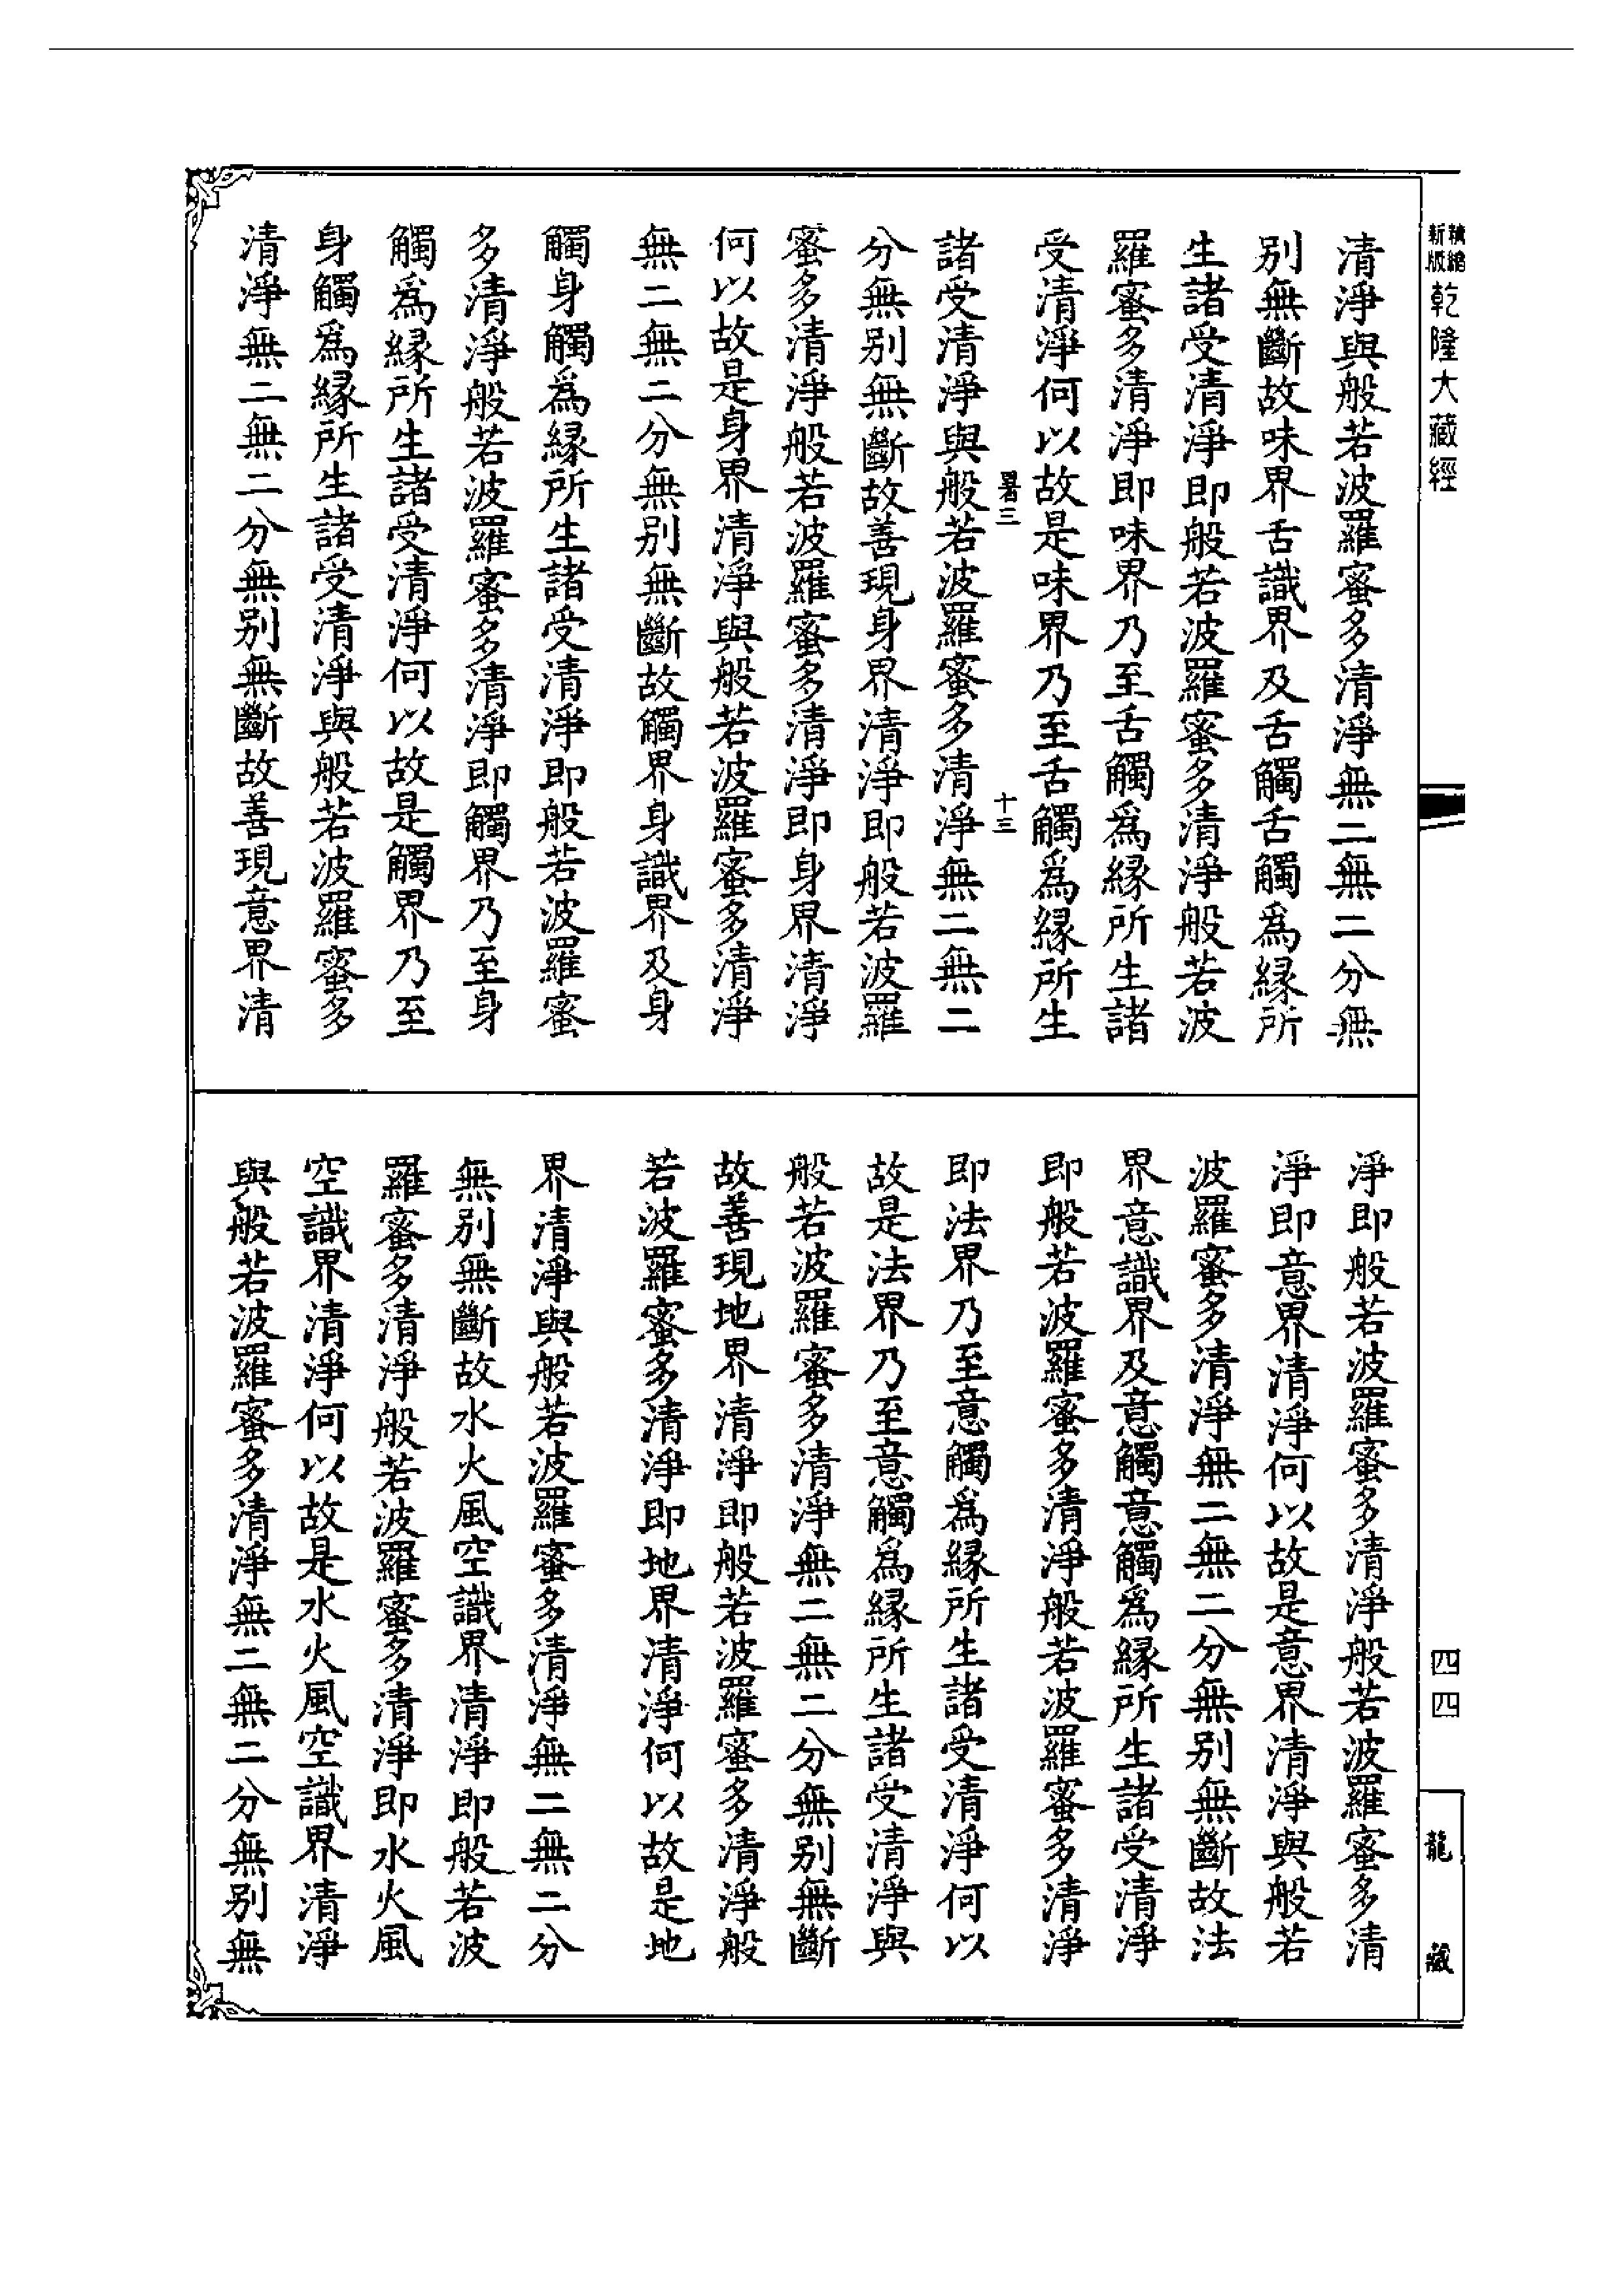 精縮
新版
乾隆大藏經
四四
龍藏
清淨與般若波羅蜜多清淨無二無二分無
别無斷故味界舌識界及舌觸舌觸爲緣所
生諸受清淨即般若波羅蜜多清淨般若波
羅蜜多清淨即味界乃至舌觸爲緣所生諸
受清淨何以故是味界乃至舌觸爲緣所生
署三
十三
諸受清淨與般若波羅蜜多清淨無二無二
分無别無斷故善現身界清淨即般若波羅
蜜多清淨般若波羅蜜多清淨即身界清淨
何以故是身界清淨與般若波羅蜜多清淨
無二無二分無别無斷故觸界身識界及身
觸身觸爲緣所生諸受清淨即般若波羅蜜
多清淨般若波羅蜜多清淨即觸界乃至身
觸爲緣所生諸受清淨何以故是觸界乃至
身觸爲緣所生諸受清淨與般若波羅蜜多
清淨無二無二分無别無斷故善現意界清
淨即般若波羅蜜多清淨般若波羅蜜多清
淨即意界清淨何以故是意界清淨與般若
波羅蜜多清淨無二無二分無别無斷故法
界意識界及意觸意觸爲緣所生諸受清淨
即般若波羅蜜多清淨般若波羅蜜多清淨
即法界乃至意觸爲緣所生諸受清淨何以
故是法界乃至意觸爲緣所生諸受清淨與
般若波羅蜜多清淨無二無二分無别無斷
故善現地界清淨即般若波羅蜜多清淨般
若波羅蜜多清淨即地界清淨何以故是地
界清淨與般若波羅蜜多清淨無二無二分
無别無斷故水火風空識界清淨即般若波
羅蜜多清淨般若波羅蜜多清淨即水火風
空識界清淨何以故是水火風空識界清淨
與般若波羅蜜多清淨無二無二分無别無